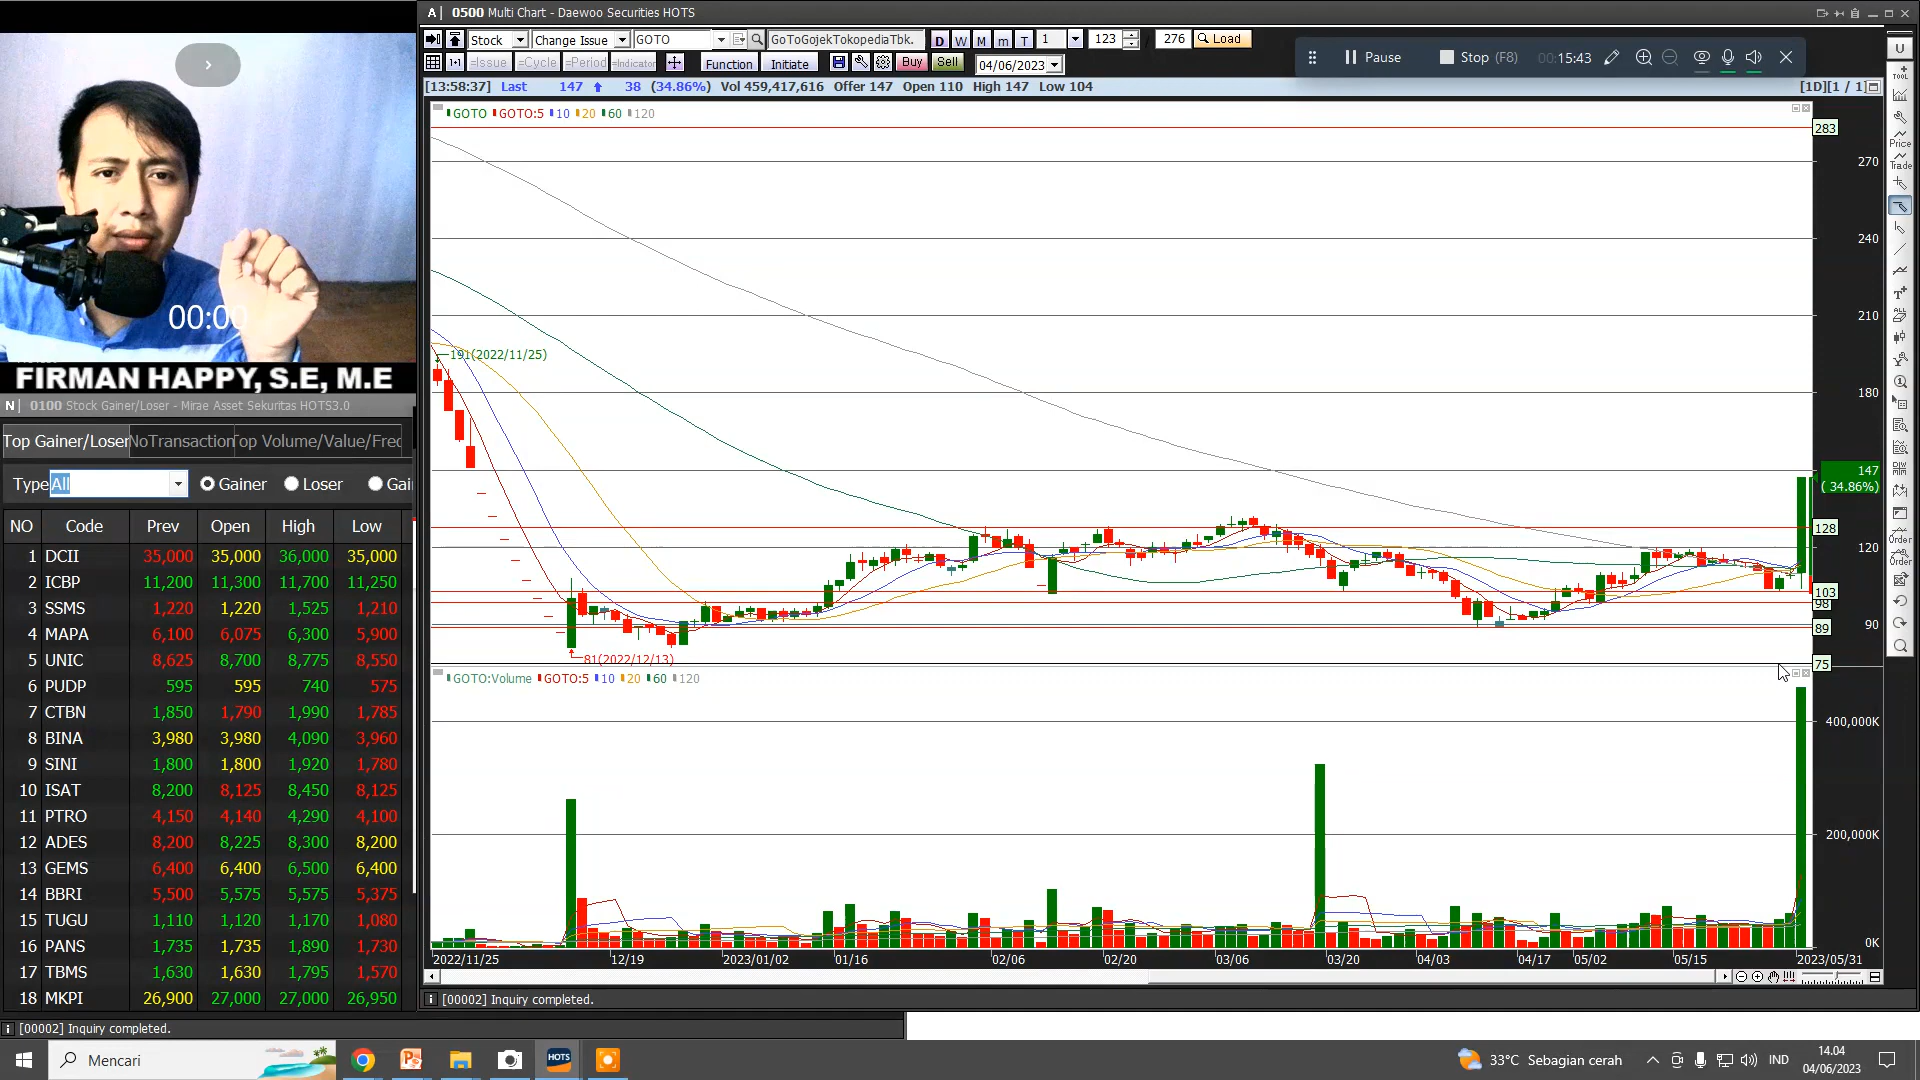 A 0500 Multi Chart - Daewoo Securities HOTS
Stock Change Issue GOTO GoToGojekTokopediaTbk. D W M m T 1 123 276 Load
=Issue =Cycle =Period =Indicator Function Initiate Buy Sell 04/06/2023
Pause Stop (F8) 00:15:43
[13:58:37] Last 147 38 (34.86%) Vol 459,417,616 Offer 147 Open 110 High 147 Low 104 [1D][1 / 1]
GOTO GOTO:5 10 20 60 120
283
270
240
210
191(2022/11/25)
180
147
( 34.86%)
128
120
103
98
90
89
81(2022/12/13)
75
GOTO:Volume GOTO:5 10 20 60 120
400,000K
200,000K
0K
2022/11/25 12/19 2023/01/02 01/16 02/06 02/20 03/06 03/20 04/03 04/17 05/02 05/15 2023/05/31
[00002] Inquiry completed.
U
TOOL
Price
Trade
Order
Order
00:00
FIRMAN HAPPY, S.E, M.E
N 0100 Stock Gainer/Loser - Mirae Asset Sekuritas HOTS3.0
Top Gainer/Loser NoTransaction Top Volume/Value/Frec
Type All Gainer Loser Gai
NO Code Prev Open High Low
1 DCII 35,000 35,000 36,000 35,000
2 ICBP 11,200 11,300 11,700 11,250
3 SSMS 1,220 1,220 1,525 1,210
4 MAPA 6,100 6,075 6,300 5,900
5 UNIC 8,625 8,700 8,775 8,550
6 PUDP 595 595 740 575
7 CTBN 1,850 1,790 1,990 1,785
8 BINA 3,980 3,980 4,090 3,960
9 SINI 1,800 1,800 1,920 1,780
10 ISAT 8,200 8,125 8,450 8,125
11 PTRO 4,150 4,140 4,290 4,100
12 ADES 8,200 8,225 8,300 8,200
13 GEMS 6,400 6,400 6,500 6,400
14 BBRI 5,500 5,575 5,575 5,375
15 TUGU 1,110 1,120 1,170 1,080
16 PANS 1,735 1,735 1,890 1,730
17 TBMS 1,630 1,630 1,795 1,570
18 MKPI 26,900 27,000 27,000 26,950
[00002] Inquiry completed.
Mencari HOTS 33°C Sebagian cerah IND 14.04
04/06/2023